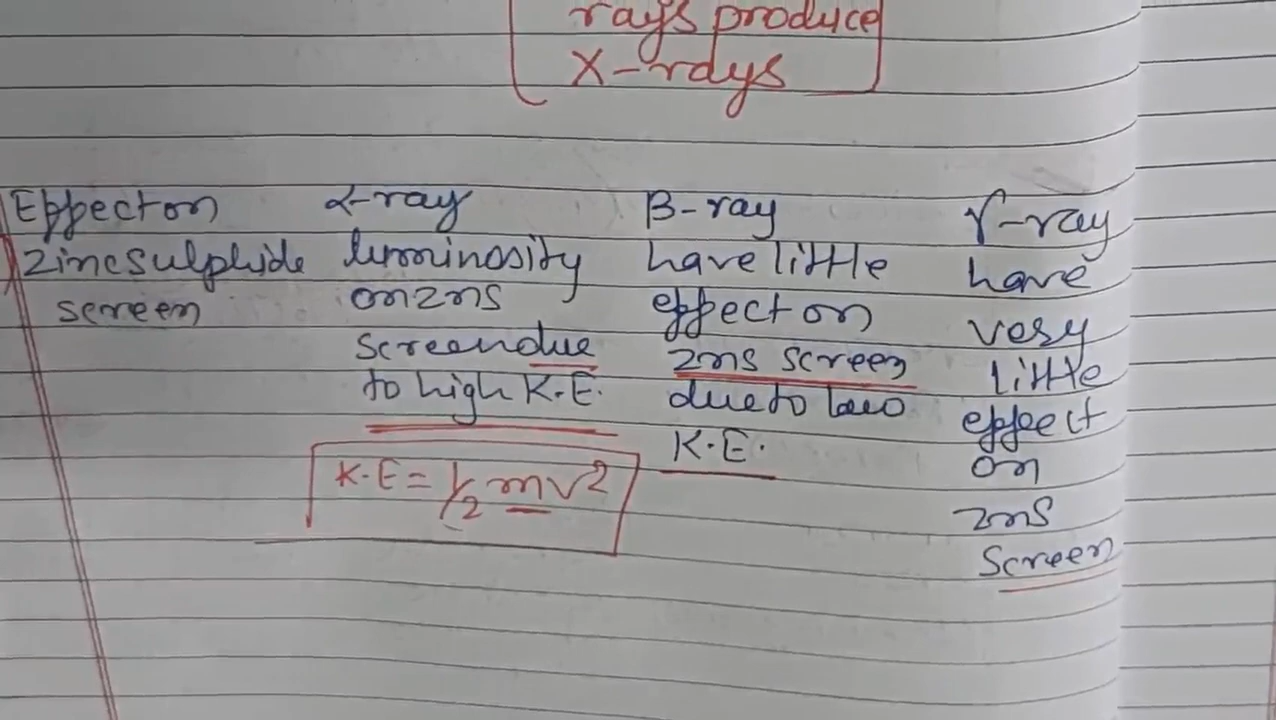 rays produce
X-rays
Effect on
zinc sulphide
screen
α-ray
luminosity
on zns
screen due
to high K.E.
K.E = 1/2 mv2
β-ray
have little
effect on
zns screen
due to low
K.E.
γ-ray
have
very
little
effect
on
zns
screen